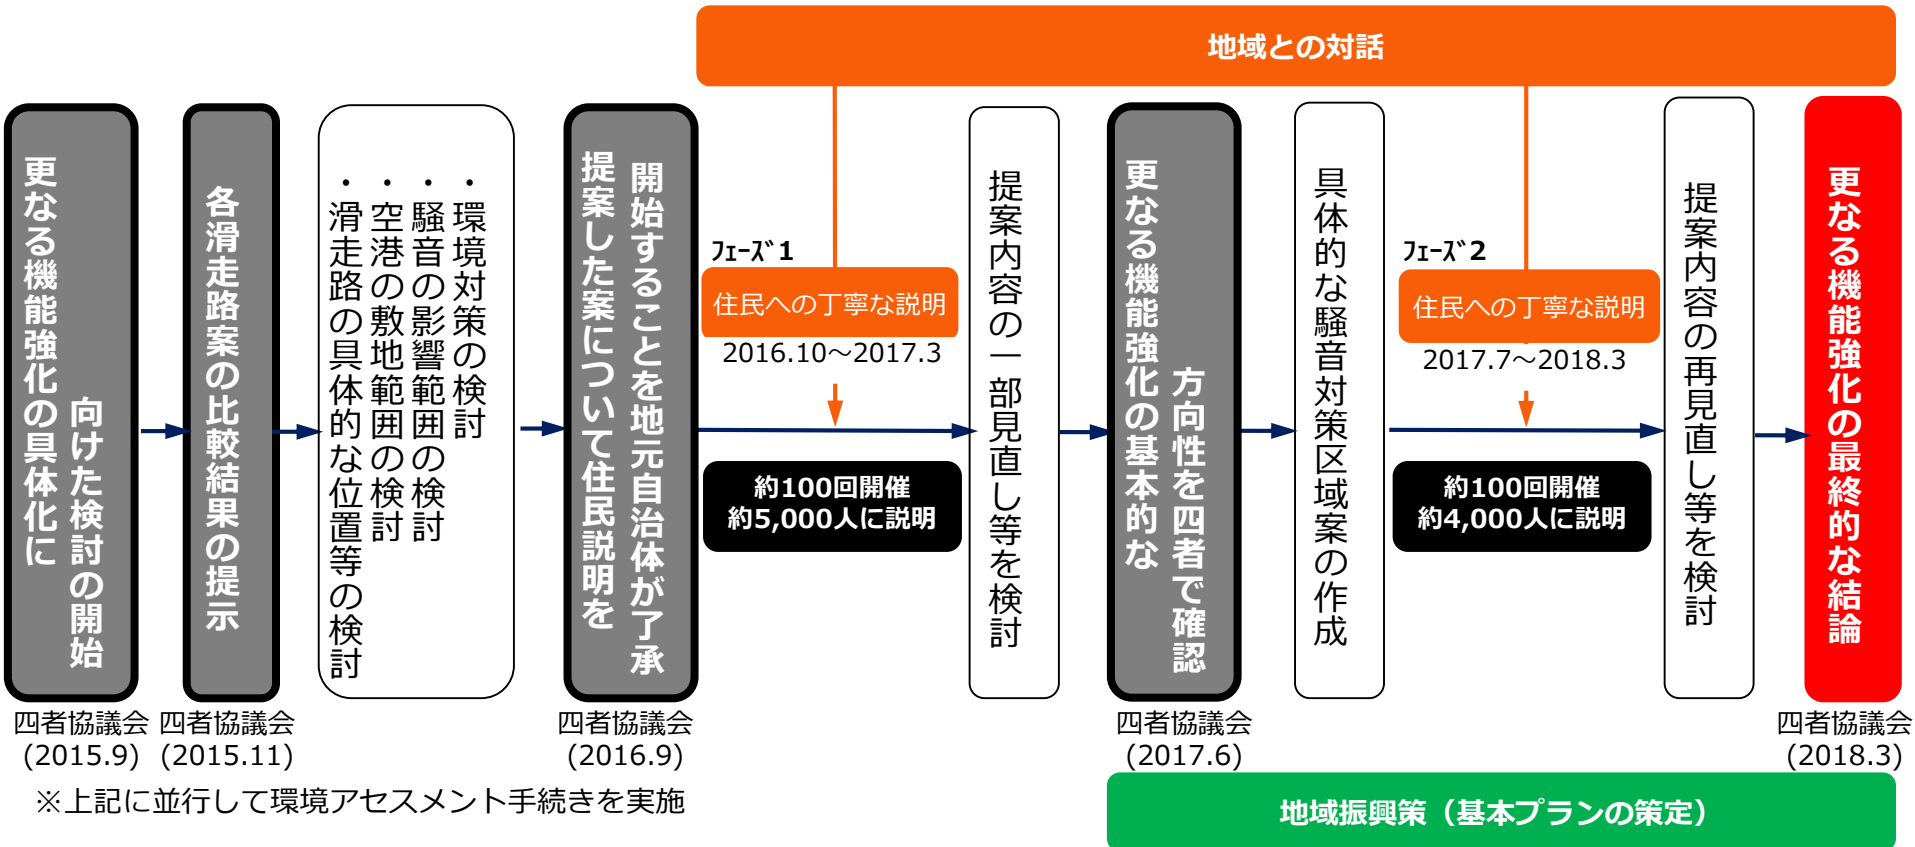 地域との対話
更なる機能強化の具体化に
向けた検討の開始
四者協議会
(2015.9)
各滑走路案の比較結果の提示
四者協議会
(2015.11)
・滑走路の具体的な位置等の検討
・空港の敷地範囲の検討
・騒音の影響範囲の検討
・環境対策の検討
提案した案について住民説明を
開始することを地元自治体が了承
四者協議会
(2016.9)
ﾌｪｰｽﾞ1
住民への丁寧な説明
2016.10～2017.3
約100回開催
約5,000人に説明
提案内容の一部見直し等を検討
更なる機能強化の基本的な
方向性を四者で確認
四者協議会
(2017.6)
具体的な騒音対策区域案の作成
ﾌｪｰｽﾞ2
住民への丁寧な説明
2017.7～2018.3
約100回開催
約4,000人に説明
提案内容の再見直し等を検討
更なる機能強化の最終的な結論
四者協議会
(2018.3)
※上記に並行して環境アセスメント手続きを実施
地域振興策（基本プランの策定）